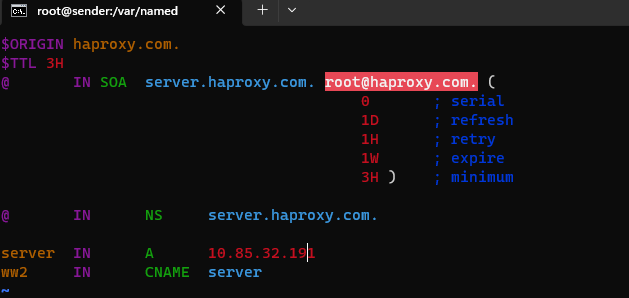 root@sender:/var/named
$ORIGIN haproxy.com.
$TTL 3H
@ IN SOA server.haproxy.com. root@haproxy.com. (
0 ; serial
1D ; refresh
1H ; retry
1W ; expire
3H ) ; minimum
@ IN NS server.haproxy.com.
server IN A 10.85.32.191
ww2 IN CNAME server
~